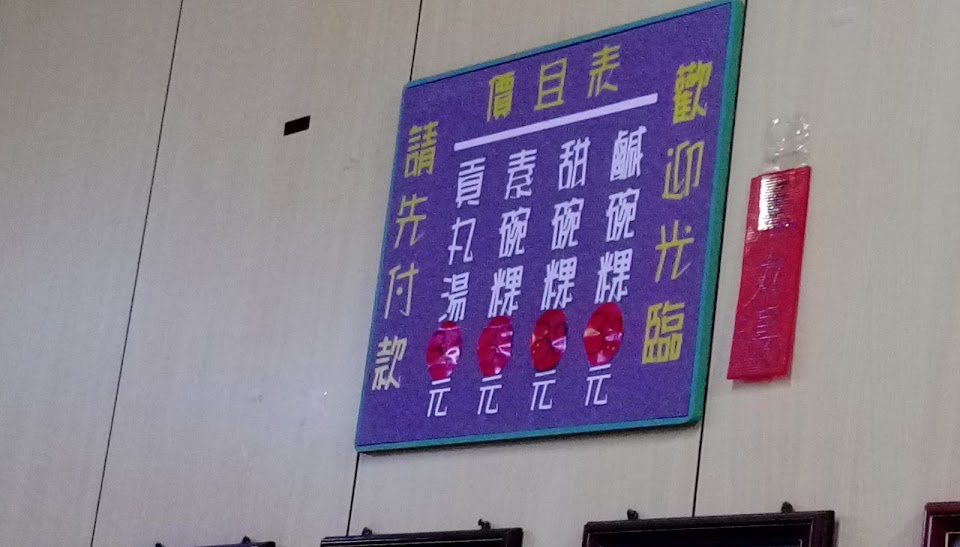 歡迎光臨
價目表
鹹碗粿 元
甜碗粿 元
素碗粿 元
貢丸湯 元
請先付款